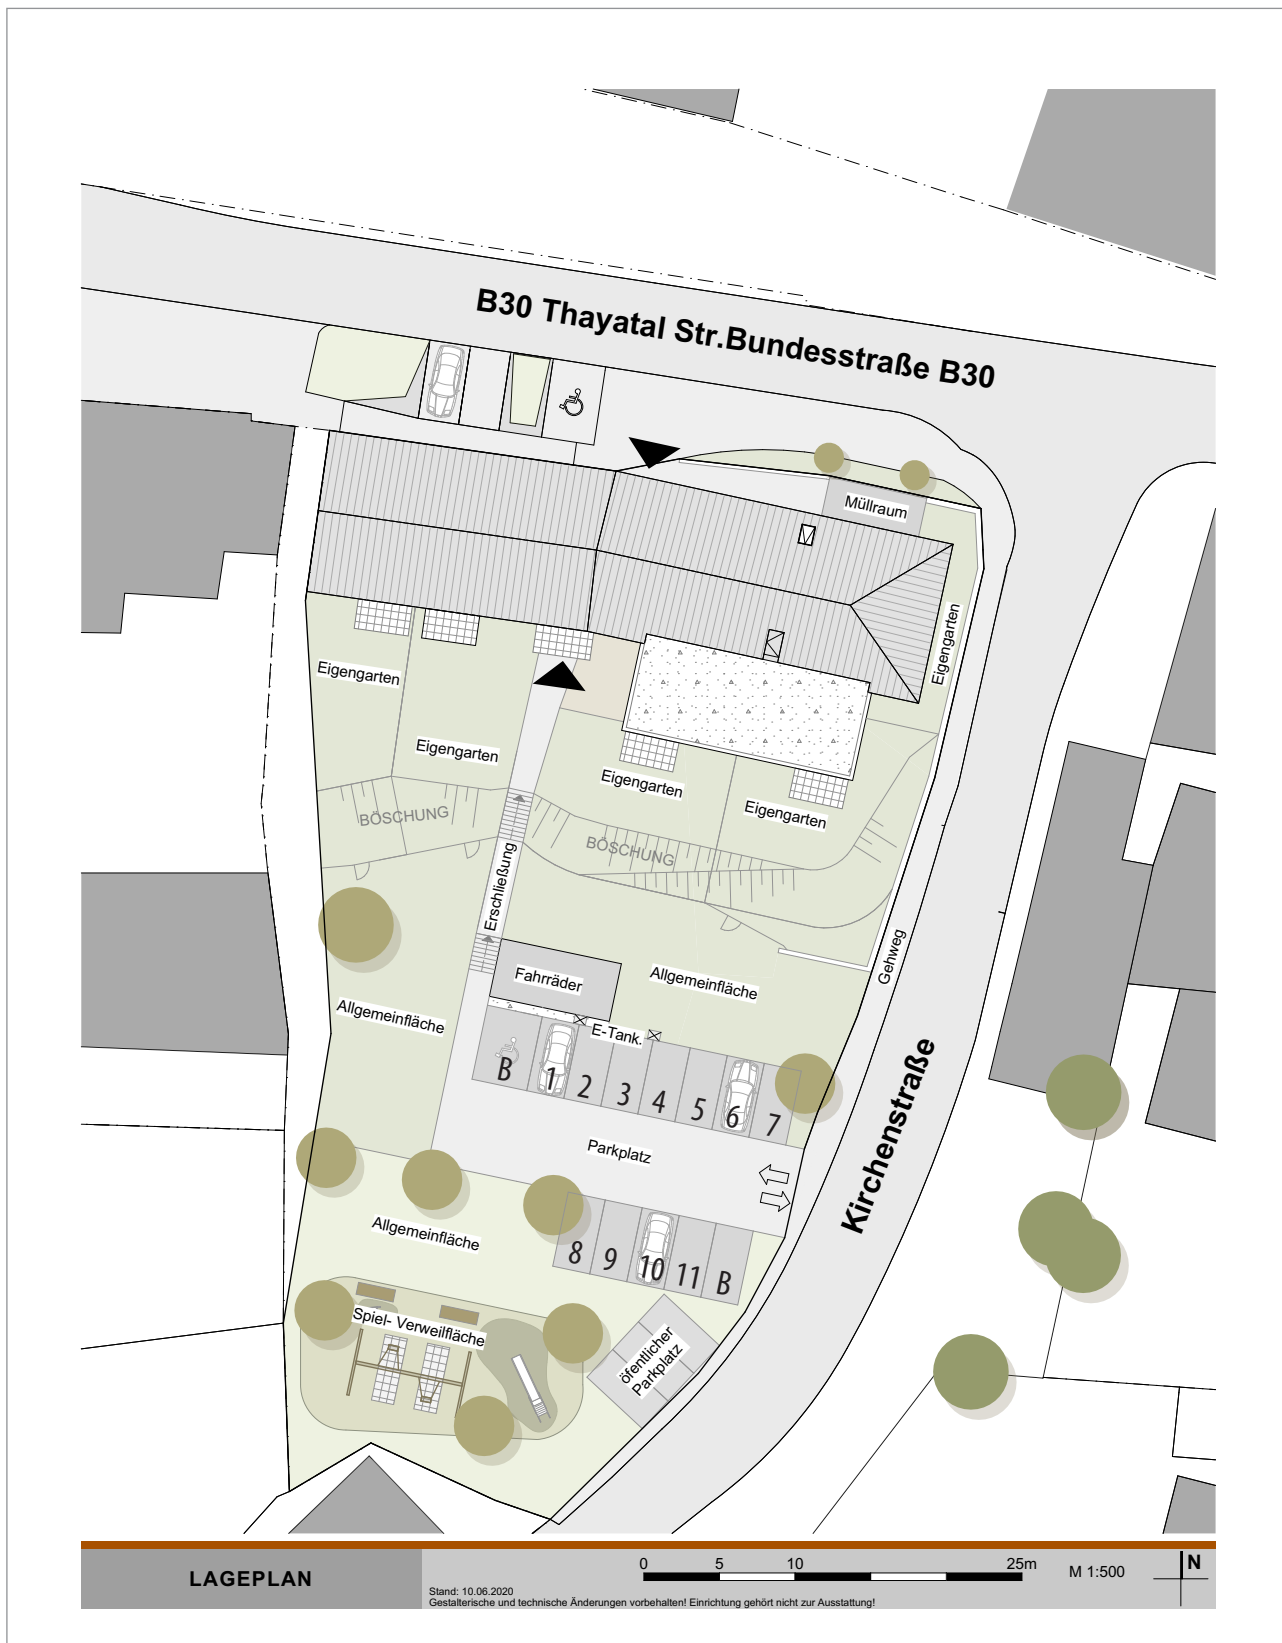 B30 Thayatal Str.Bundesstraße B30
Müllraum
Eigengarten
Eigengarten
Eigengarten
Eigengarten
Eigengarten
BÖSCHUNG
BÖSCHUNG
Erschließung
Gehweg
Fahrräder
Allgemeinfläche
Allgemeinfläche
E-Tank.
B
1
2
3
4
5
6
7
Parkplatz
Kirchenstraße
Allgemeinfläche
8
9
10
11
B
Spiel- Verweilfläche
öfentlicher
Parkplatz
LAGEPLAN
0 5 10 25m
M 1:500
N
Stand: 10.06.2020
Gestalterische und technische Änderungen vorbehalten! Einrichtung gehört nicht zur Ausstattung!